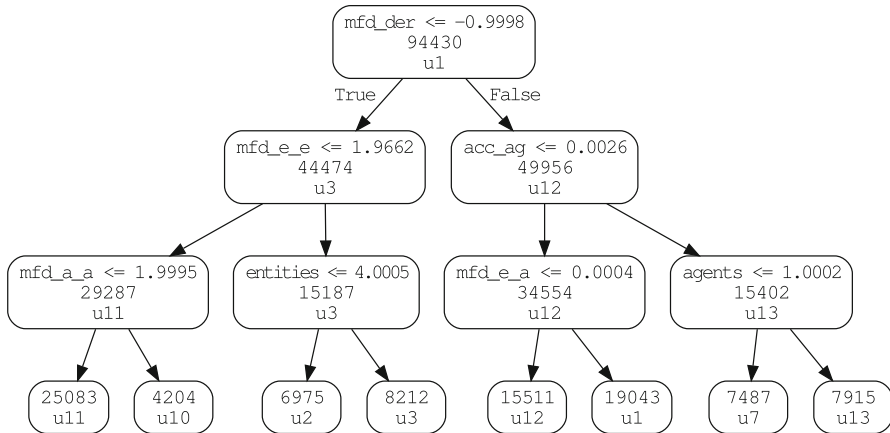 mfd_der <= −0.9998
94430
u1
True
False
mfd_e_e <= 1.9662
44474
u3
acc_ag <= 0.0026
49956
u12
mfd_a_a <= 1.9995
29287
u11
entities <= 4.0005
15187
u3
mfd_e_a <= 0.0004
34554
u12
agents <= 1.0002
15402
u13
25083
u11
4204
u10
6975
u2
8212
u3
15511
u12
19043
u1
7487
u7
7915
u13